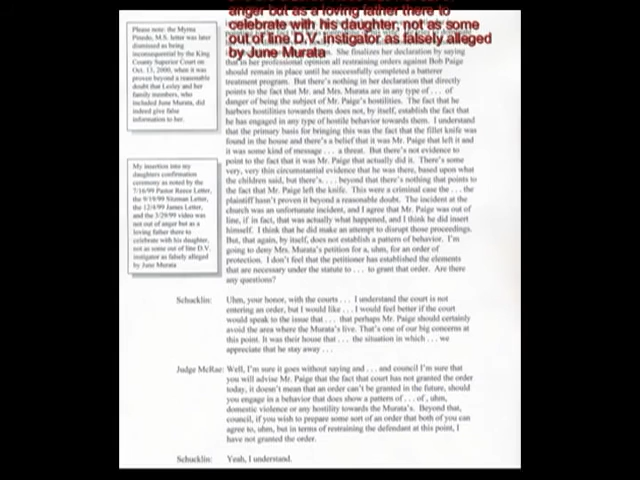 anger but as a loving father there to
celebrate with his daughter, not as some
out of line D.V. instigator as falsely alleged
by June Murata
Please note: the Myrna
Pinedo, M.S. letter was later
dismissed as being
inconsequential by the King
County Superior Court on
Oct. 13, 2000, when it was
proven beyond a reasonable
doubt that Lesley and her
family members, who
included June Murata, did
indeed give false
information to her.
My insertion into my
daughters confirmation
ceremony as noted by the
7/16/99 Pastor Reece Letter,
the 9/19/99 Letter,
the 12/4/99 James Letter,
and the 3/29/99 video was
not out of anger but as a
loving father there to
celebrate with his daughter,
not as some out of line D.V.
instigator as falsely alleged
by June Murata
She finalizes her declaration by saying
that in her professional opinion all restraining orders against Bob Paige
should remain in place until he successfully completed a batterer
treatment program. But there's nothing in her declaration that directly
points to the fact that Mr. and Mrs. Murata are in any type of . . . of
danger of being the subject of Mr. Paige's hostilities. The fact that he
harbors hostilities towards them does not, by itself, establish the fact that
he has engaged in any type of hostile behavior towards them. I understand
that the primary basis for bringing this was the fact that the fillet knife was
found in the house and there's a belief that it was Mr. Paige that left it and
it was some kind of message . . . a threat. But there's not evidence to
point to the fact that it was Mr. Paige that actually did it. There's some
very, very thin circumstantial evidence that he was there, based upon what
the children said, but there's. . . beyond that there's nothing that points to
the fact that Mr. Paige left the knife. This were a criminal case the . . . the
plaintiff hasn't proven it beyond a reasonable doubt. The incident at the
church was an unfortunate incident, and I agree that Mr. Paige was out of
line, if in fact, that was actually what happened, and I think he did insert
himself. I think that he did make an attempt to disrupt those proceedings.
But, that again, by itself, does not establish a pattern of behavior. I'm
going to deny Mrs. Murata's petition for a, uhm, for an order of
protection. I don't feel that the petitioner has established the elements
that are necessary under the statute to . . . to grant that order. Are there
any questions?
Schucklin: Uhm, your honor, with the courts . . . I understand the court is not
entering an order, but I would like . . . I would feel better if the court
would speak to the issue that . . . that perhaps Mr. Paige should certainly
avoid the area where the Murata's live. That's one of our big concerns at
this point. It was their house that . . . the situation in which . . . we
appreciate that he stay away . . .
Judge McRae: Well, I'm sure it goes without saying and . . . and council I'm sure that
you will advise Mr. Paige that the fact that court has not granted the order
today, it doesn't mean that an order can't be granted in the future, should
you engage in a behavior that does show a pattern of . . . of, uhm,
domestic violence or any hostility towards the Murata's. Beyond that,
council, if you wish to prepare some sort of an order that both of you can
agree to, uhm, but in terms of restraining the defendant at this point, I
have not granted the order.
Schucklin: Yeah, I understand.